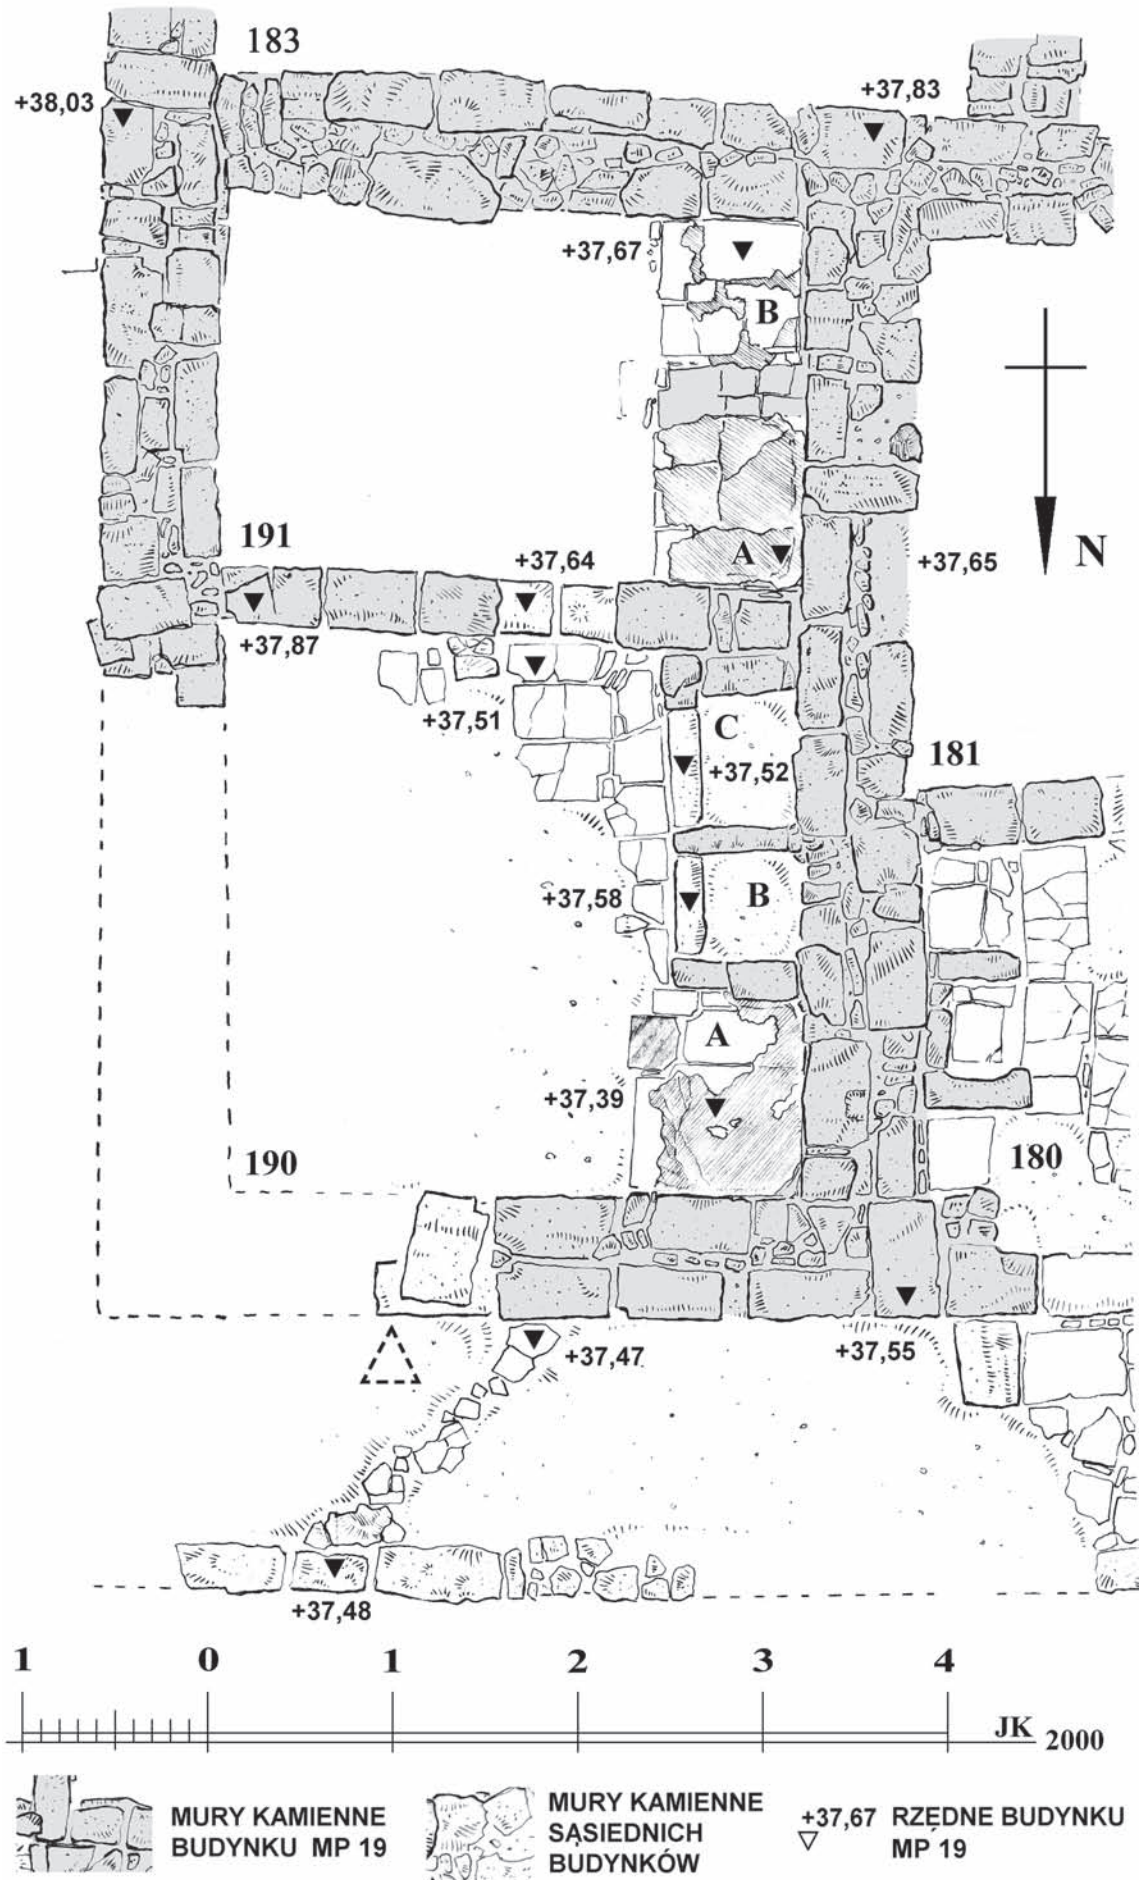 183
+38,03
+37,83
+37,67
B
N
A
191
+37,64
+37,65
+37,87
+37,51
C
+37,52
181
+37,58
B
A
+37,39
190
180
+37,47
+37,55
+37,48
1 0 1 2 3 4
JK 2000
MURY KAMIENNE
BUDYNKU MP 19
MURY KAMIENNE
SĄSIEDNICH
BUDYNKÓW
+37,67 RZĘDNE BUDYNKU
MP 19